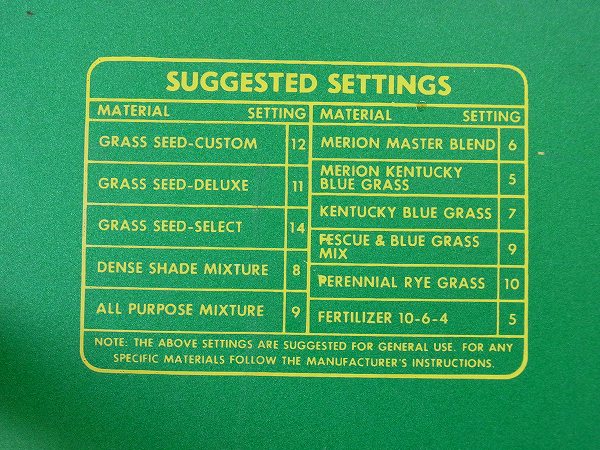 SUGGESTED SETTINGS
MATERIAL SETTING
GRASS SEED-CUSTOM 12
GRASS SEED-DELUXE 11
GRASS SEED-SELECT 14
DENSE SHADE MIXTURE 8
ALL PURPOSE MIXTURE 9
MATERIAL SETTING
MERION MASTER BLEND 6
MERION KENTUCKY
BLUE GRASS 5
KENTUCKY BLUE GRASS 7
FESCUE & BLUE GRASS
MIX 9
PERENNIAL RYE GRASS 10
FERTILIZER 10-6-4 5
NOTE: THE ABOVE SETTINGS ARE SUGGESTED FOR GENERAL USE. FOR ANY
SPECIFIC MATERIALS FOLLOW THE MANUFACTURER'S INSTRUCTIONS.